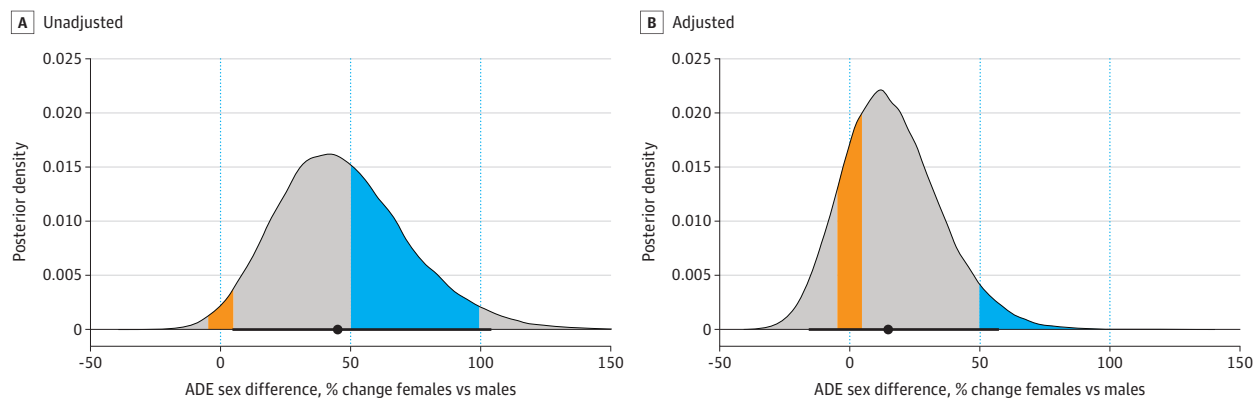 A Unadjusted
0.025
0.020
0.015
0.010
0.005
0
Posterior density
-50 0 50 100 150
ADE sex difference, % change females vs males
B Adjusted
0.025
0.020
0.015
0.010
0.005
0
Posterior density
-50 0 50 100 150
ADE sex difference, % change females vs males